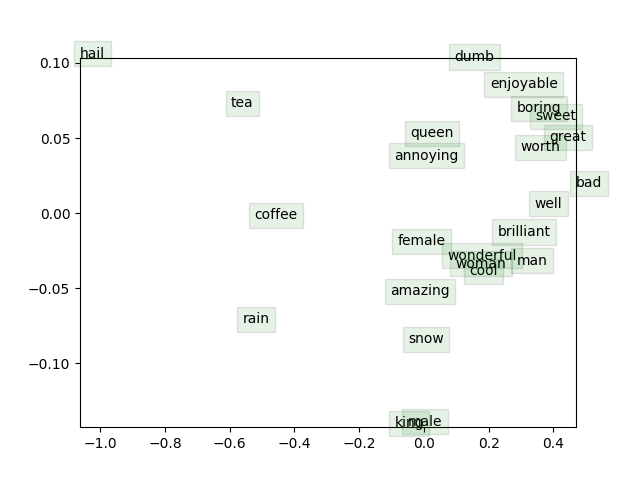 hail
dumb
0.10
enjoyable
tea
boring
sweet
queen
great
0.05
worth
annoying
bad
well
0.00
coffee
brilliant
female
wonderful
man
woman
cool
amazing
−0.05
rain
snow
−0.10
king
male
−1.0 −0.8 −0.6 −0.4 −0.2 0.0 0.2 0.4